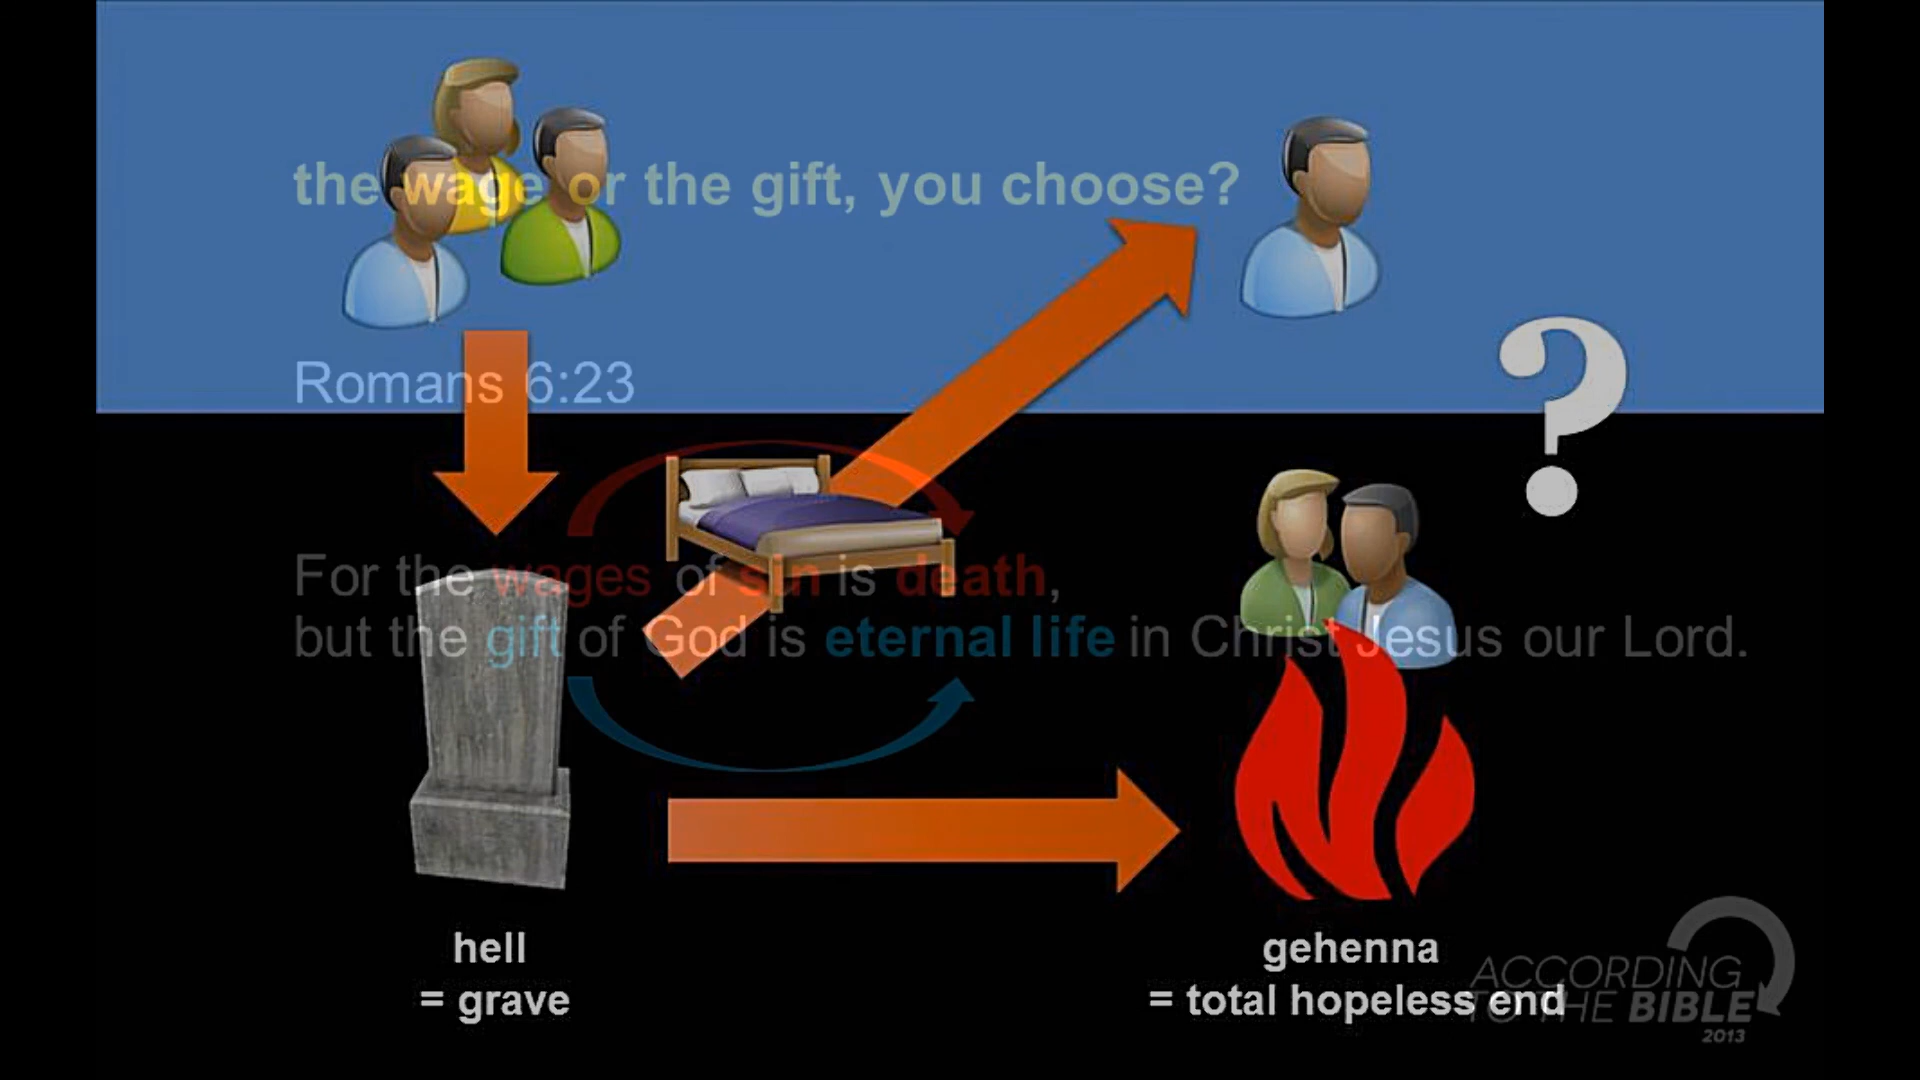 the wage or the gift, you choose?
Romans 6:23
?
For the wages of sin is death,
but the gift of God is eternal life in Christ Jesus our Lord.
hell
= grave
gehenna
= total hopeless end
ACCORDING
TO THE BIBLE
2013